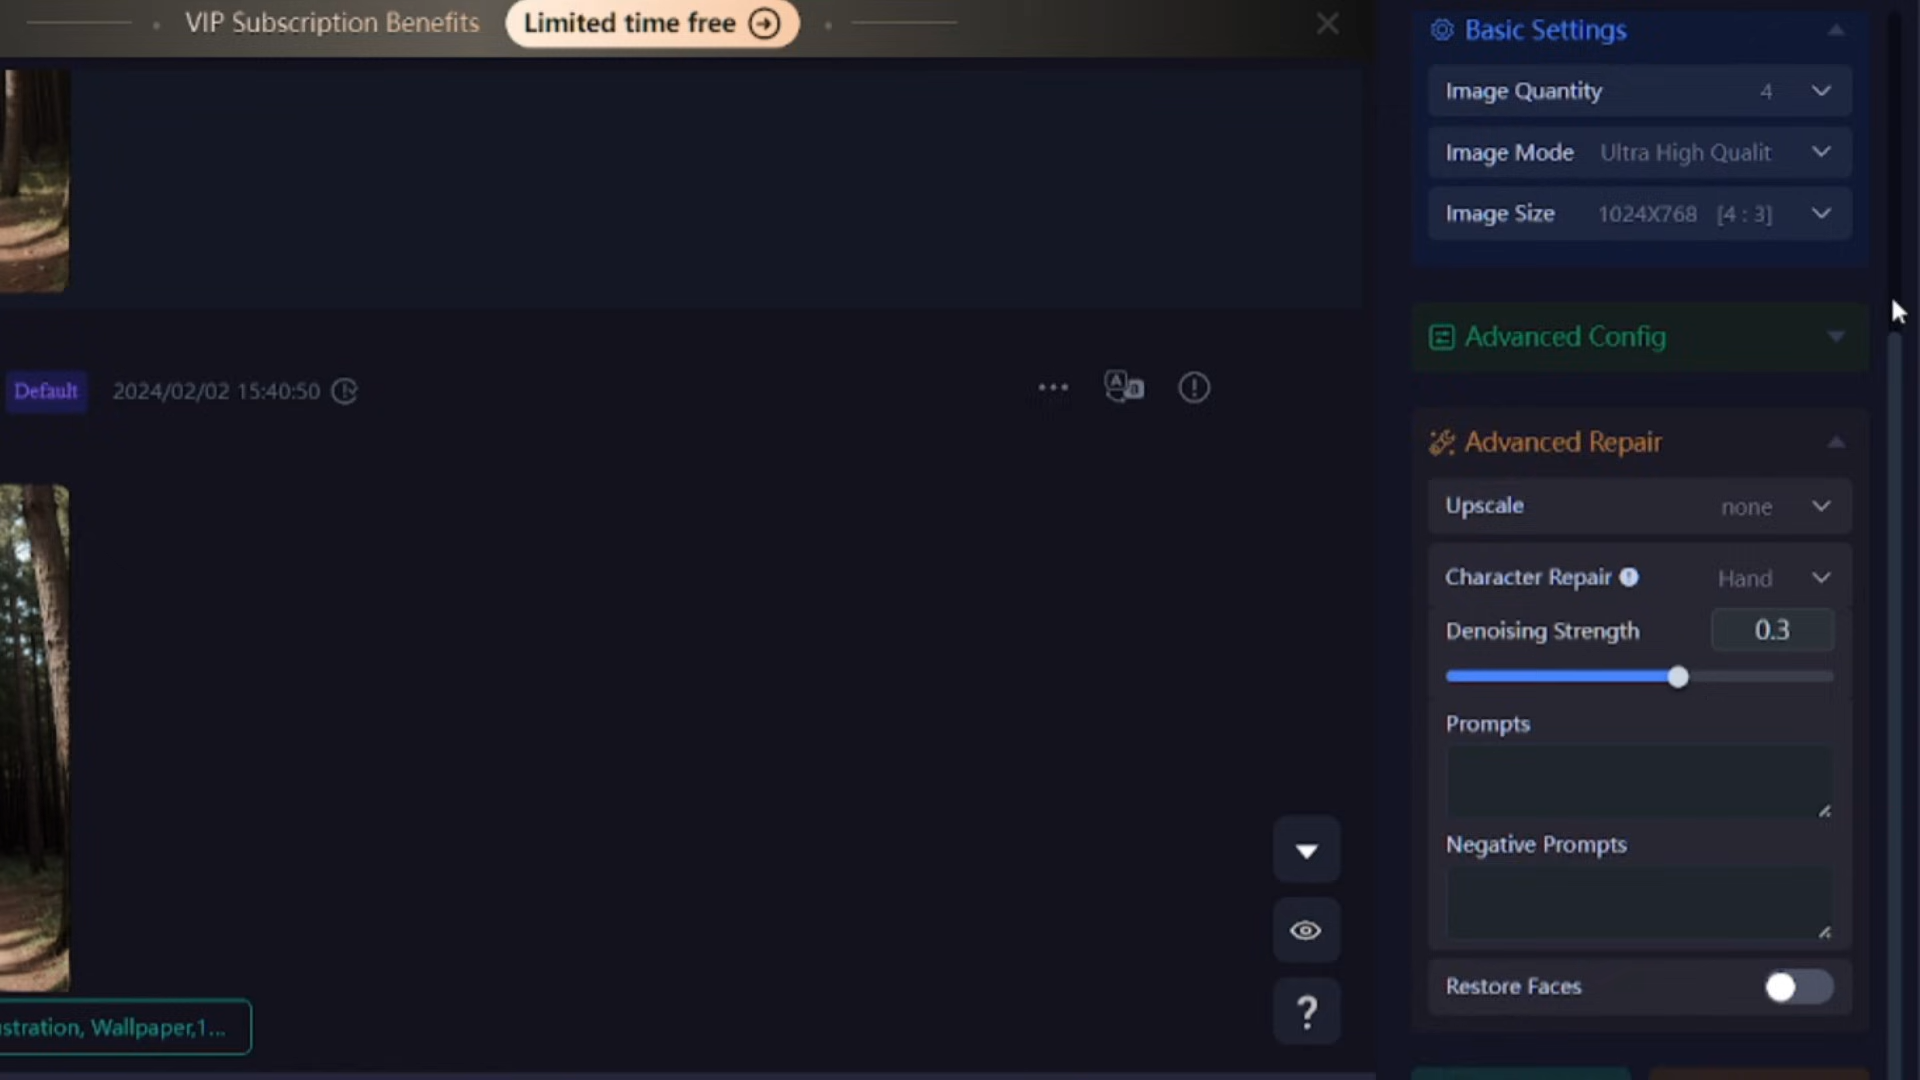 VIP Subscription Benefits
Limited time free
Default
2024/02/02 15:40:50
stration, Wallpaper,1...
Basic Settings
Image Quantity 4
Image Mode Ultra High Qualit
Image Size 1024X768 [4 : 3]
Advanced Config
Advanced Repair
Upscale none
Character Repair Hand
Denoising Strength 0.3
Prompts
Negative Prompts
Restore Faces